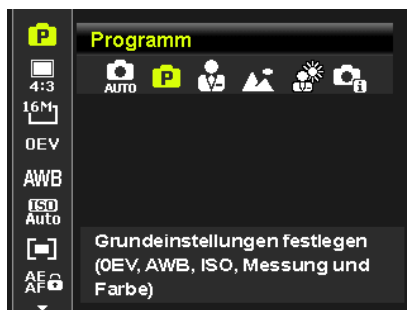 P
Programm
AUTO P i
4:3
16M
0EV
AWB
ISO
Auto
AE
AF
Grundeinstellungen festlegen
(0EV, AWB, ISO, Messung und
Farbe)